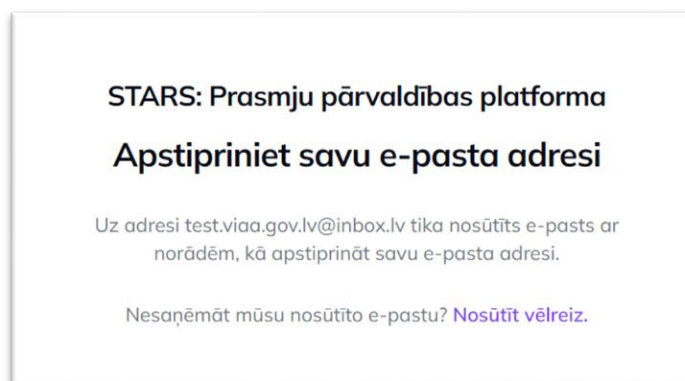 STARS: Prasmju pārvaldības platforma
Apstipriniet savu e-pasta adresi
Uz adresi test.viaa.gov.lv@inbox.lv tika nosūtīts e-pasts ar
norādēm, kā apstiprināt savu e-pasta adresi.
Nesaņēmāt mūsu nosūtīto e-pastu? Nosūtīt vēlreiz.